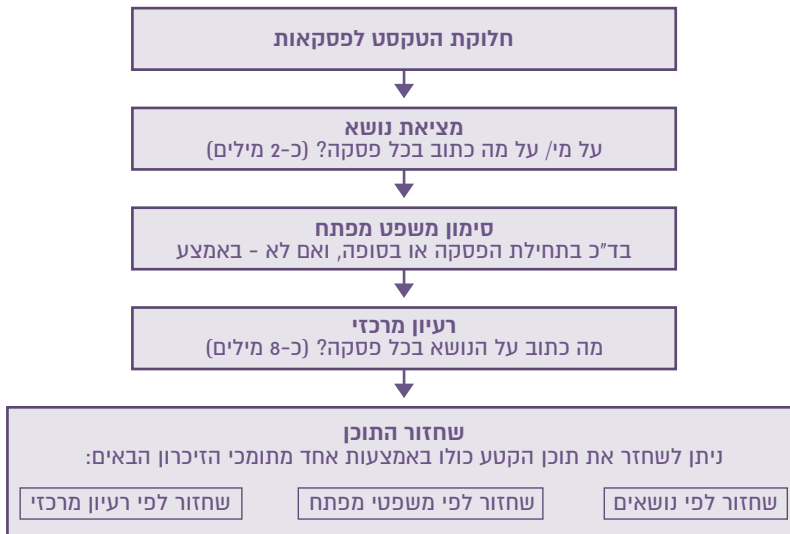 חלוקת הטקסט לפסקאות
מציאת נושא
על מי/ על מה כתוב בכל פסקה? (כ-2 מילים)
סימון משפט מפתח
בד"כ בתחילת הפסקה או בסופה, ואם לא - באמצע
רעיון מרכזי
מה כתוב על הנושא בכל פסקה? (כ-8 מילים)
שחזור התוכן
ניתן לשחזר את תוכן הקטע כולו באמצעות אחד מתומכי הזיכרון הבאים:
שחזור לפי נושאים
שחזור לפי משפטי מפתח
שחזור לפי רעיון מרכזי